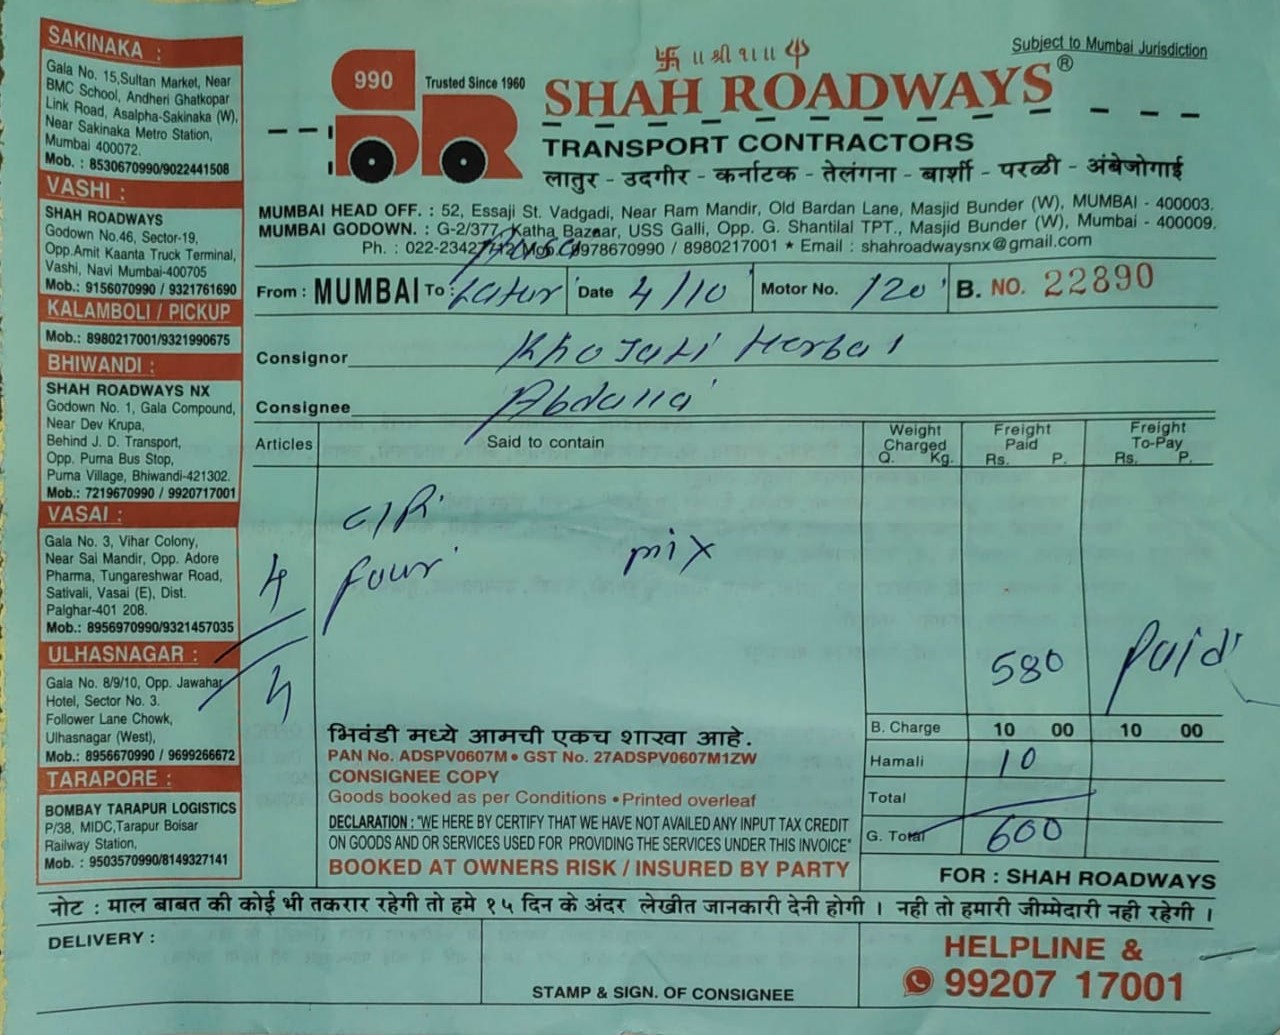 SAKINAKA :
Gala No. 15,Sultan Market, Near
BMC School, Andheri Ghatkopar
Link Road, Asalpha-Sakinaka (W),
Near Sakinaka Metro Station,
Mumbai 400072.
Mob. : 8530670990/9022441508
VASHI :
SHAH ROADWAYS
Godown No.46, Sector-19,
Opp.Amit Kaanta Truck Terminal,
Vashi, Navi Mumbai-400705
Mob.: 9156070990 / 9321761690
KALAMBOLI / PICKUP
Mob.: 8980217001/9321990675
BHIWANDI :
SHAH ROADWAYS NX
Godown No. 1, Gala Compound,
Near Dev Krupa,
Behind J. D. Transport,
Opp. Purna Bus Stop,
Purna Village, Bhiwandi-421302.
Mob.: 7219670990 / 9920717001
VASAI :
Gala No. 3, Vihar Colony,
Near Sai Mandir, Opp. Adore
Pharma, Tungareshwar Road,
Sativali, Vasai (E), Dist.
Palghar-401 208.
Mob.: 8956970990/9321457035
ULHASNAGAR :
Gala No. 8/9/10, Opp. Jawahar
Hotel, Sector No. 3.
Follower Lane Chowk,
Ulhasnagar (West),
Mob.: 8956670990 / 9699266672
TARAPORE :
BOMBAY TARAPUR LOGISTICS
P/38, MIDC,Tarapur Boisar
Railway Station,
Mob. : 9503570990/8149327141
990
Trusted Since 1960
卐 ॥ श्री १॥ ॥
Subject to Mumbai Jurisdiction
SHAH ROADWAYS®
TRANSPORT CONTRACTORS
लातुर - उदगीर - कर्नाटक - तेलंगना - बार्शी - परळी - अंबेजोगाई
MUMBAI HEAD OFF. : 52, Essaji St. Vadgadi, Near Ram Mandir, Old Bardan Lane, Masjid Bunder (W), MUMBAI - 400003.
MUMBAI GODOWN. : G-2/377, Katha Bazaar, USS Galli, Opp. G. Shantilal TPT., Masjid Bunder (W), Mumbai - 400009.
Ph. : 022-2342 Mob. 8978670990 / 8980217001 ★ Email : shahroadwaysnx@gmail.com
From : MUMBAI To : Latur Date 4/10 Motor No. 120 B. NO. 22890
Consignor Khojati Herbal
Consignee Abdulla
Articles Said to contain Weight Charged Q. Kg. Freight Paid Rs. P. Freight To-Pay Rs. P.
C/R
4 four mix
4
580 Paid
B. Charge 10 00 10 00
Hamali 10
Total
G. Total 600
भिवंडी मध्ये आमची एकच शाखा आहे.
PAN No. ADSPV0607M • GST No. 27ADSPV0607M1ZW
CONSIGNEE COPY
Goods booked as per Conditions • Printed overleaf
DECLARATION : "WE HERE BY CERTIFY THAT WE HAVE NOT AVAILED ANY INPUT TAX CREDIT
ON GOODS AND OR SERVICES USED FOR PROVIDING THE SERVICES UNDER THIS INVOICE"
BOOKED AT OWNERS RISK / INSURED BY PARTY
FOR : SHAH ROADWAYS
नोट : माल बाबत की कोई भी तकरार रहेगी तो हमे १५ दिन के अंदर लेखीत जानकारी देनी होगी । नही तो हमारी जीम्मेदारी नही रहेगी ।
DELIVERY :
STAMP & SIGN. OF CONSIGNEE
HELPLINE &
99207 17001